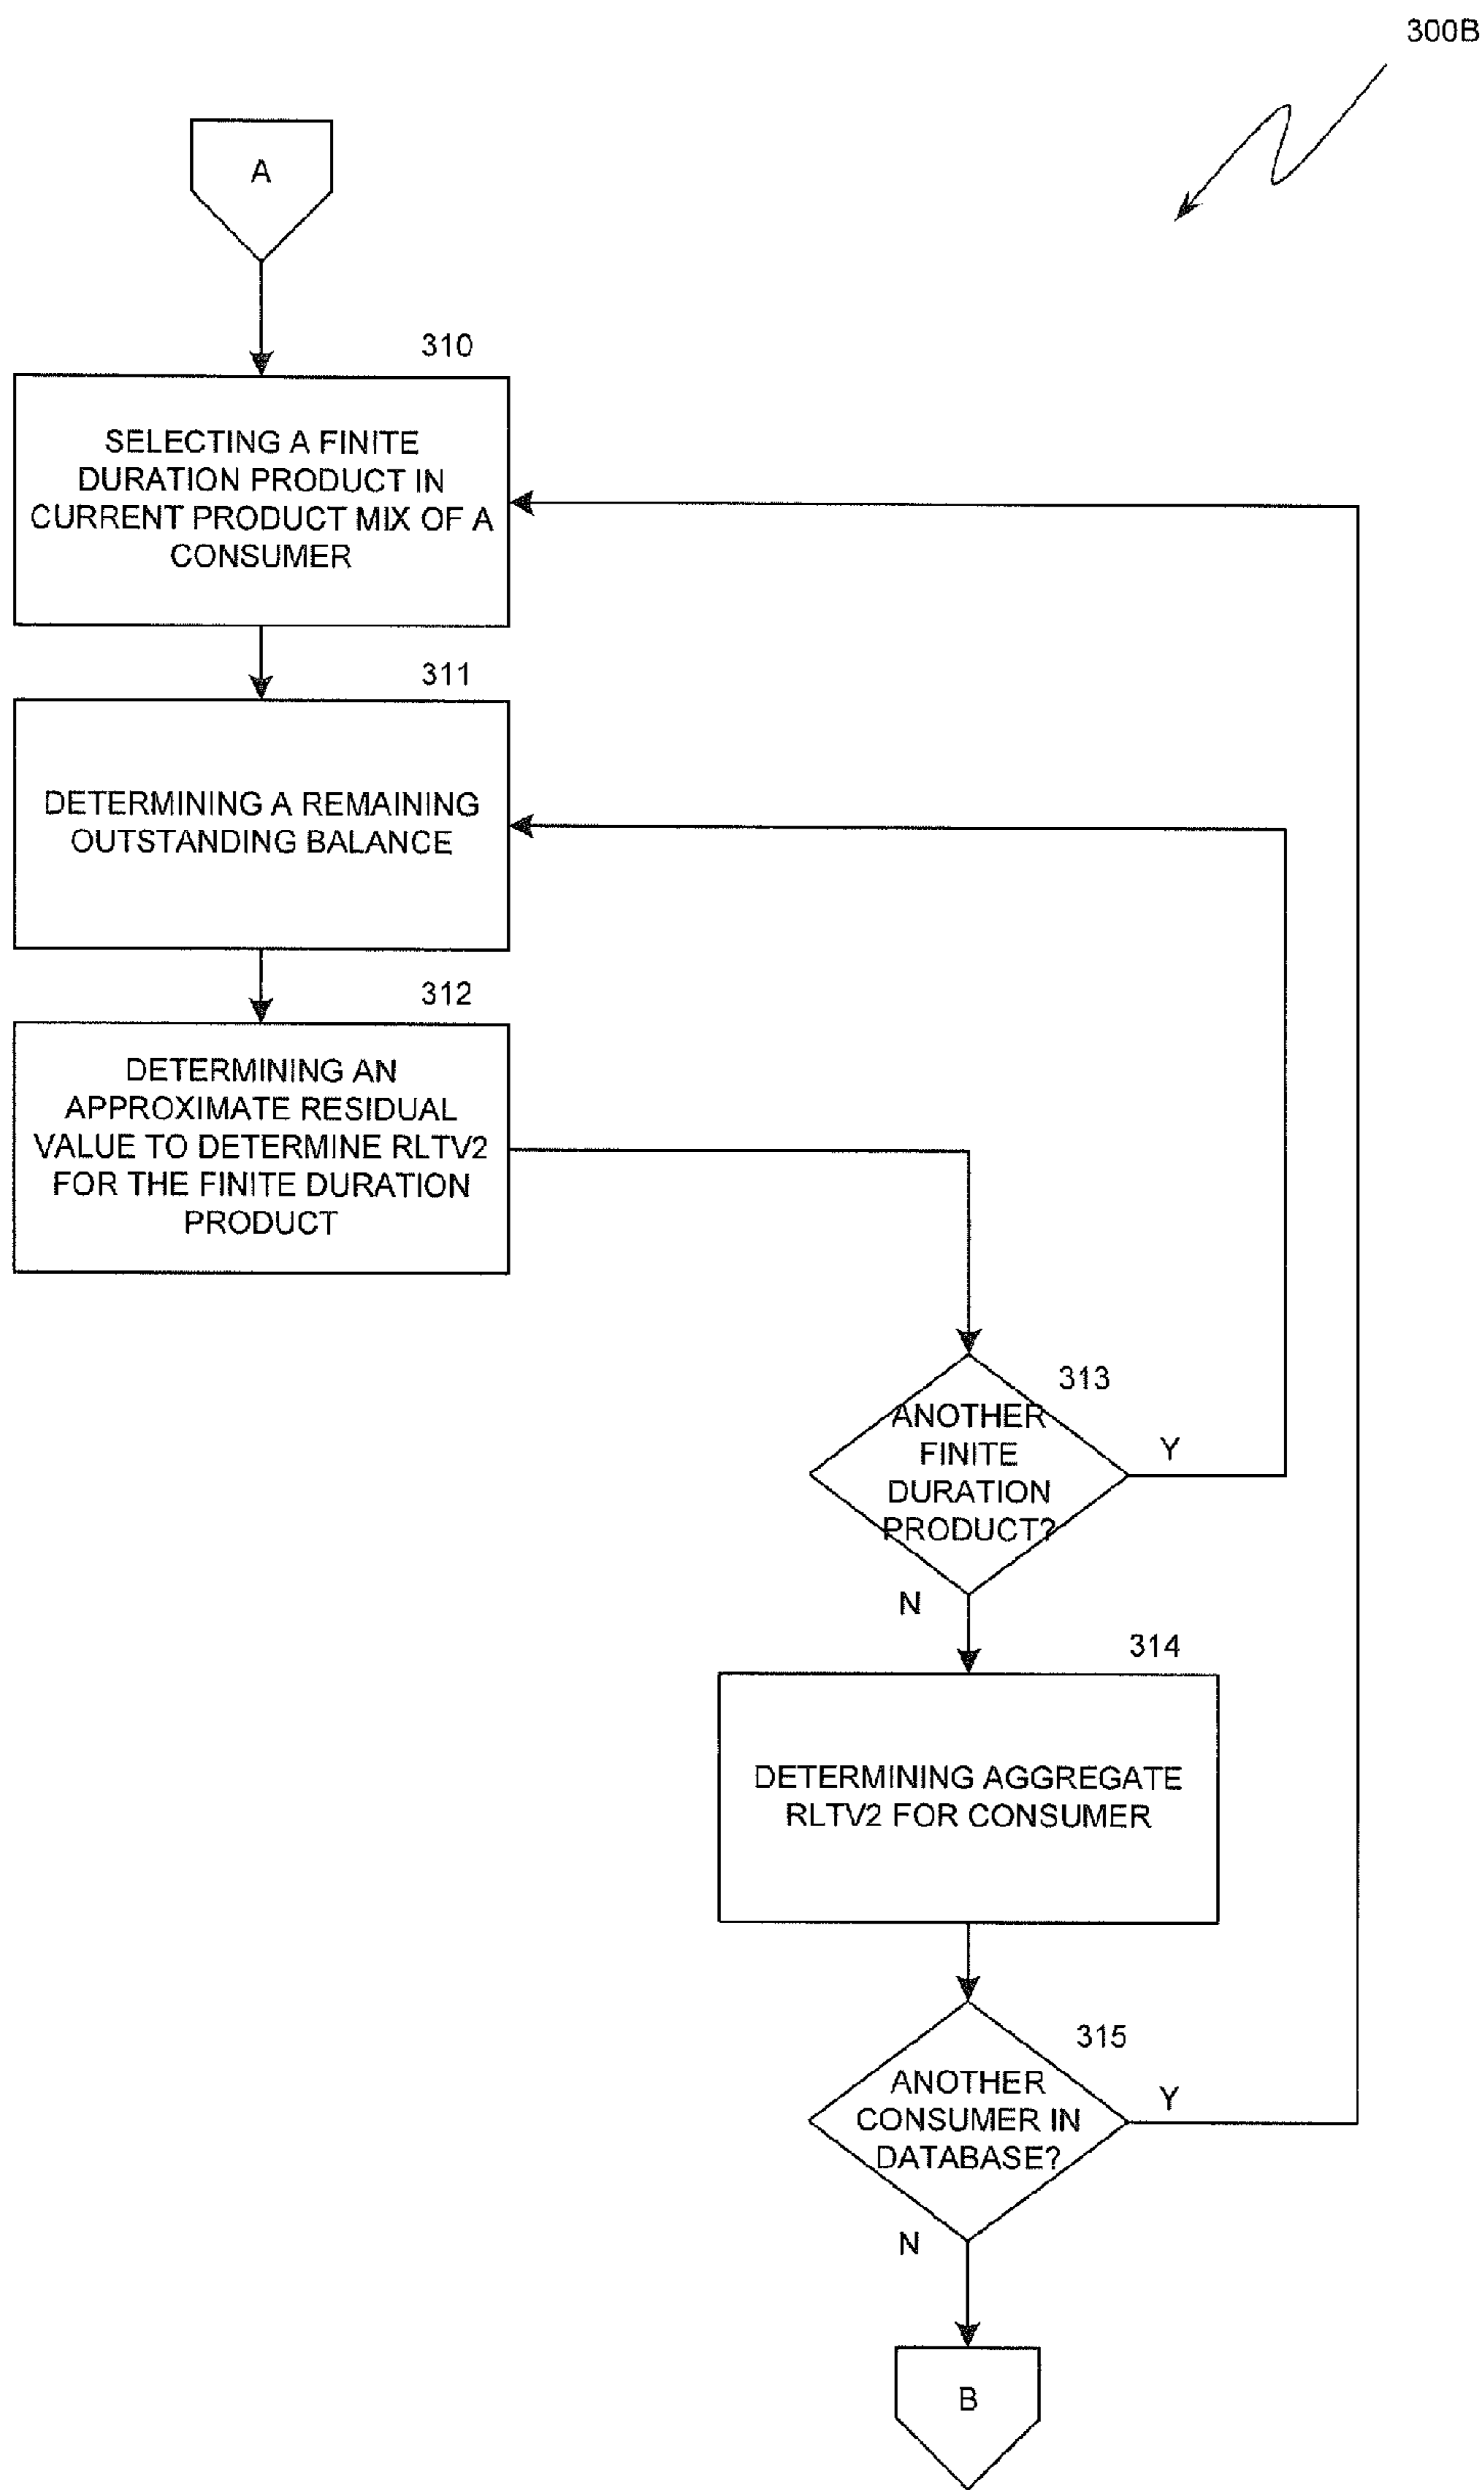 300B
A
310
SELECTING A FINITE
DURATION PRODUCT IN
CURRENT PRODUCT MIX OF A
CONSUMER
311
DETERMINING A REMAINING
OUTSTANDING BALANCE
312
DETERMINING AN
APPROXIMATE RESIDUAL
VALUE TO DETERMINE RLTV2
FOR THE FINITE DURATION
PRODUCT
313
ANOTHER
FINITE
DURATION
PRODUCT?
Y
N
314
DETERMINING AGGREGATE
RLTV2 FOR CONSUMER
315
ANOTHER
CONSUMER IN
DATABASE?
Y
N
B